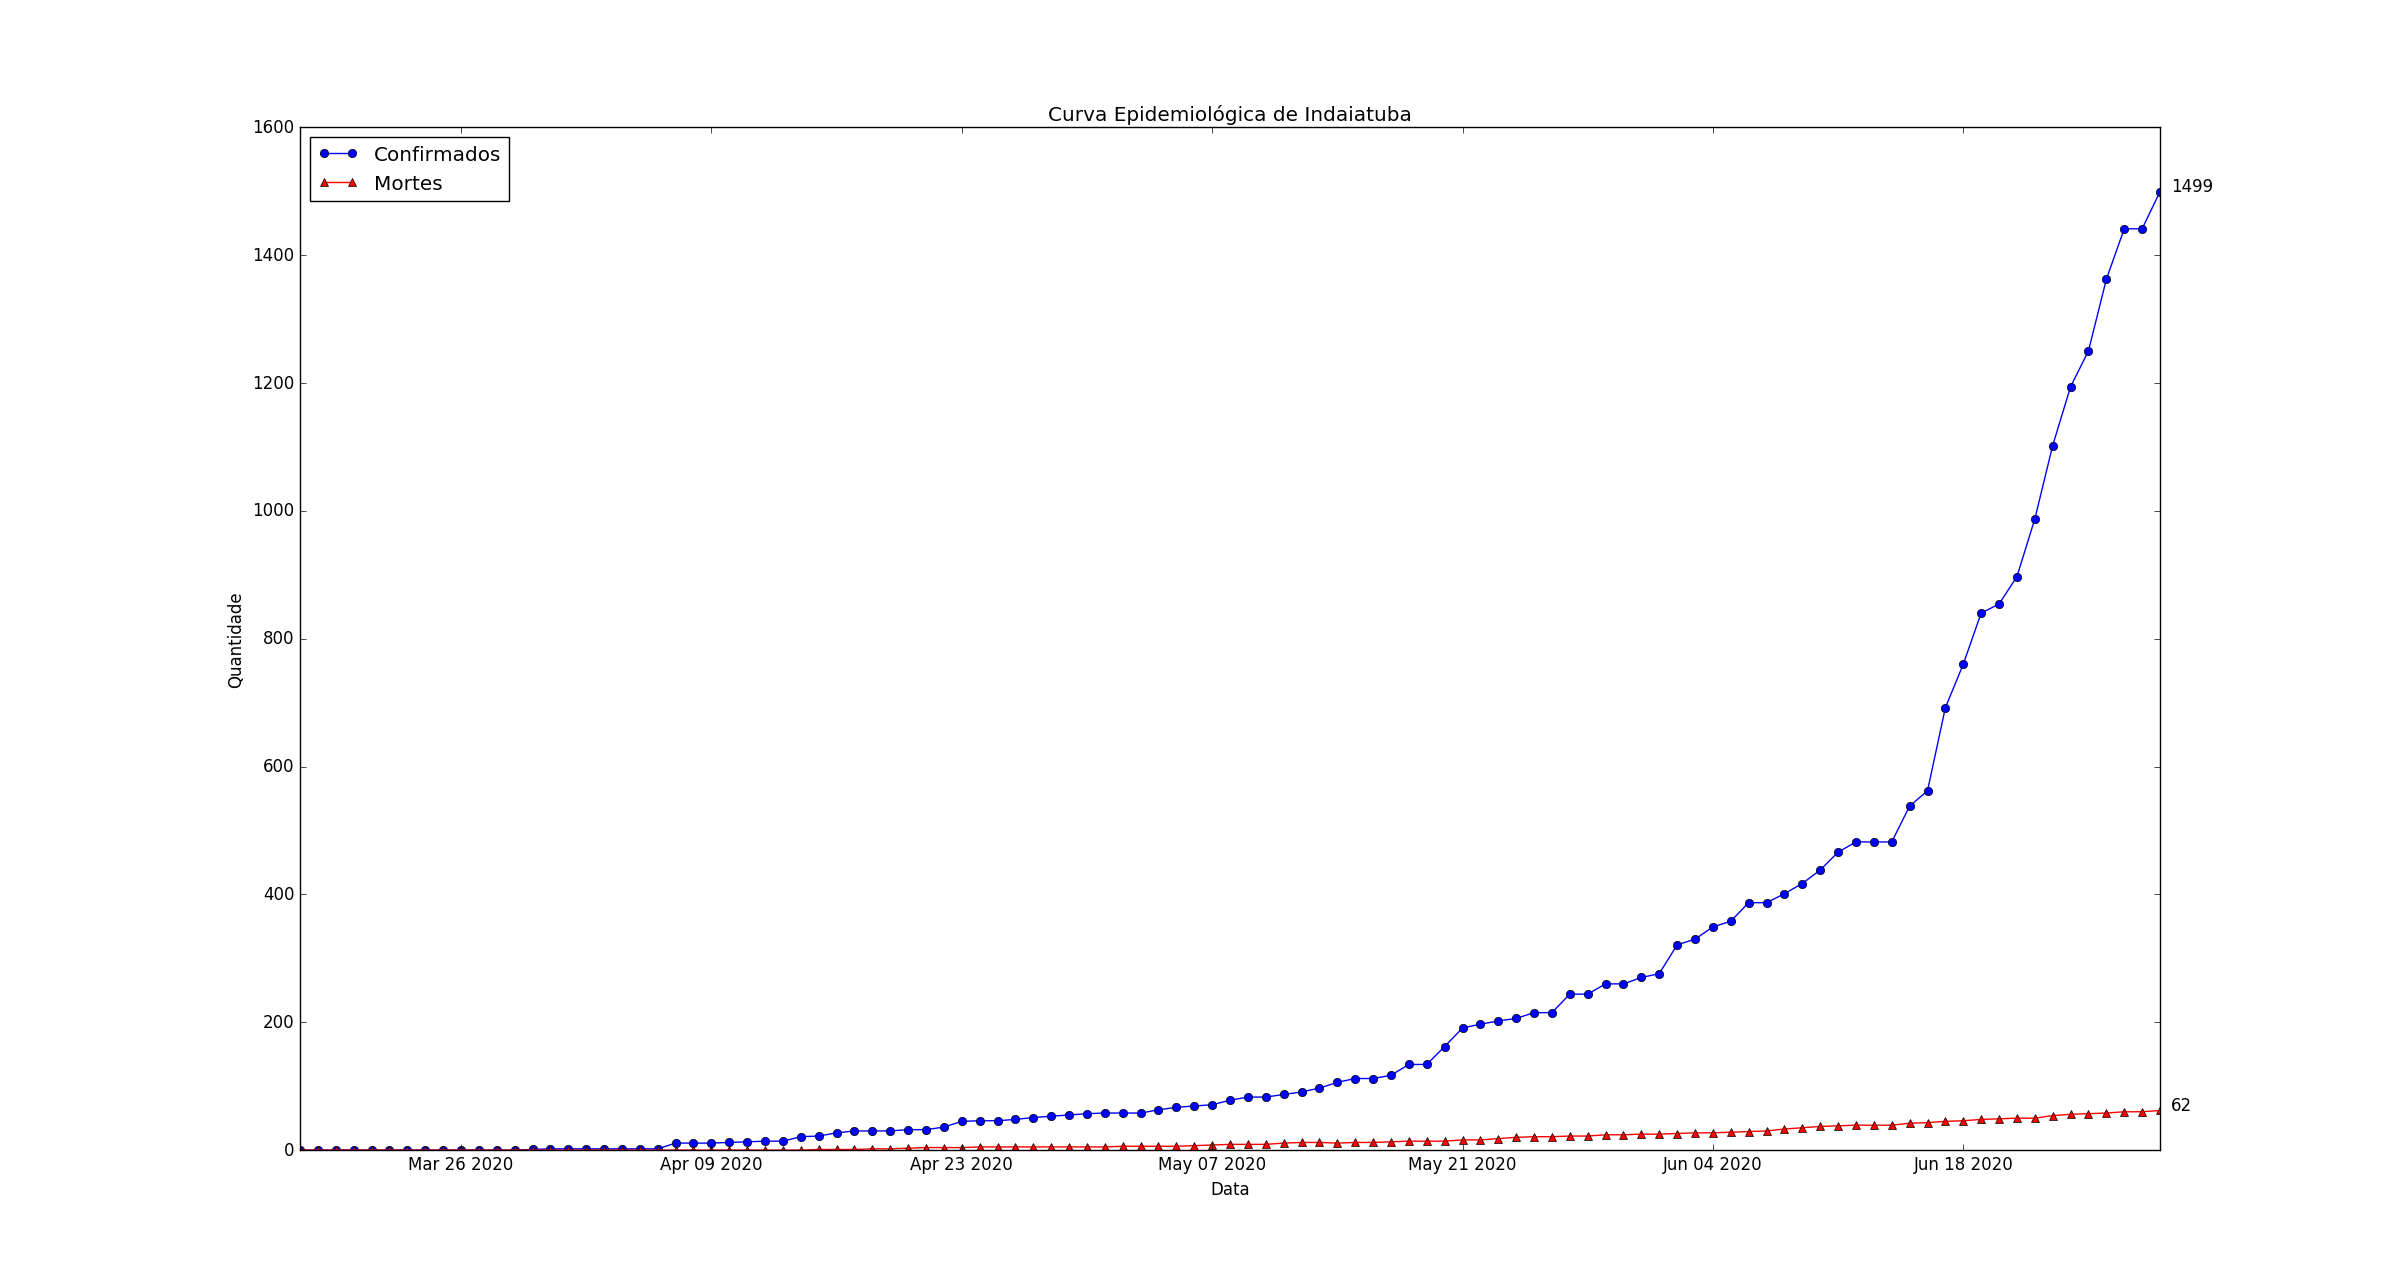 Curva Epidemiológica de Indaiatuba
Confirmados
Mortes
1600
1400
1200
1000
800
600
400
200
0
Quantidade
1499
62
Mar 26 2020
Apr 09 2020
Apr 23 2020
May 07 2020
May 21 2020
Jun 04 2020
Jun 18 2020
Data